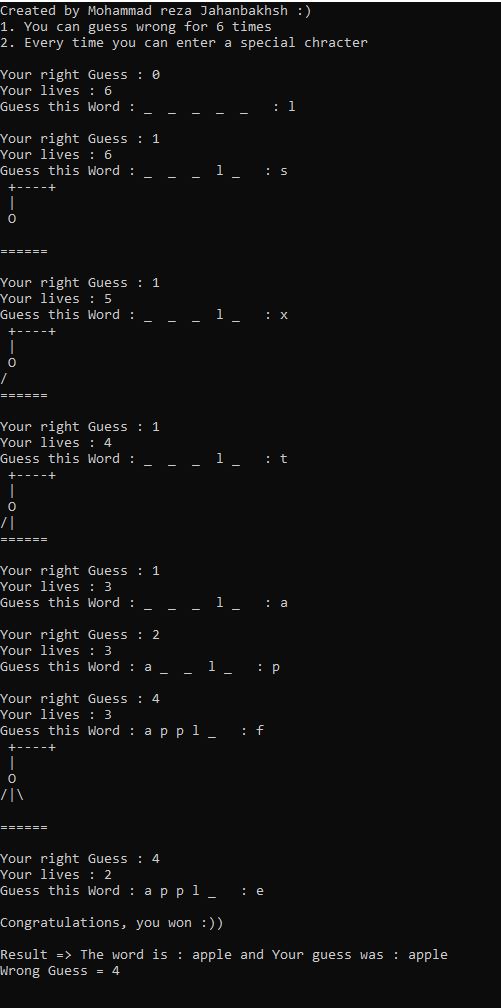 Created by Mohammad reza Jahanbakhsh :)
1. You can guess wrong for 6 times
2. Every time you can enter a special chracter

Your right Guess : 0
Your lives : 6
Guess this Word : _  _  _  _  _   : l

Your right Guess : 1
Your lives : 6
Guess this Word : _  _  _  l _   : s
 +----+
 |
 O

======

Your right Guess : 1
Your lives : 5
Guess this Word : _  _  _  l _   : x
 +----+
 |
 O
/
======

Your right Guess : 1
Your lives : 4
Guess this Word : _  _  _  l _   : t
 +----+
 |
 O
/|
======

Your right Guess : 1
Your lives : 3
Guess this Word : _  _  _  l _   : a

Your right Guess : 2
Your lives : 3
Guess this Word : a _  _  l _   : p

Your right Guess : 4
Your lives : 3
Guess this Word : a p p l _   : f
 +----+
 |
 O
/|\

======

Your right Guess : 4
Your lives : 2
Guess this Word : a p p l _   : e

Congratulations, you won :))

Result => The word is : apple and Your guess was : apple
Wrong Guess = 4